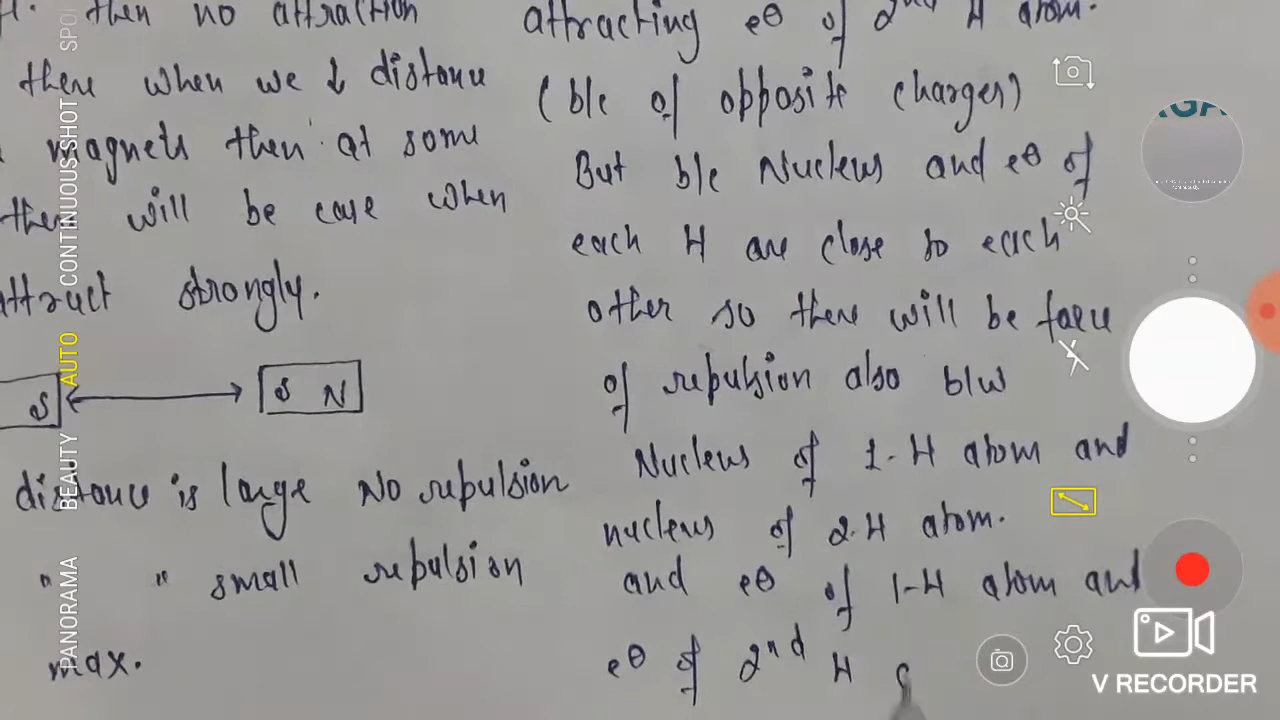 then no attraction
there when we ↓ distance
magnets then at some
there will be case when
attract strongly.
S
S N
distance is large No repulsion
" " small repulsion
max.
attracting e⊖ of 2nd H atom.
(b/c of opposite charges)
But b/c Nucleus and e⊖ of
each H are close to each
other so there will be force
of repulsion also b/w
Nucleus of 1-H atom and
nucleus of 2-H atom.
and e⊖ of 1-H atom and
e⊖ of 2nd H
PANORAMA BEAUTY AUTO CONTINUOUS SHOT
V RECORDER